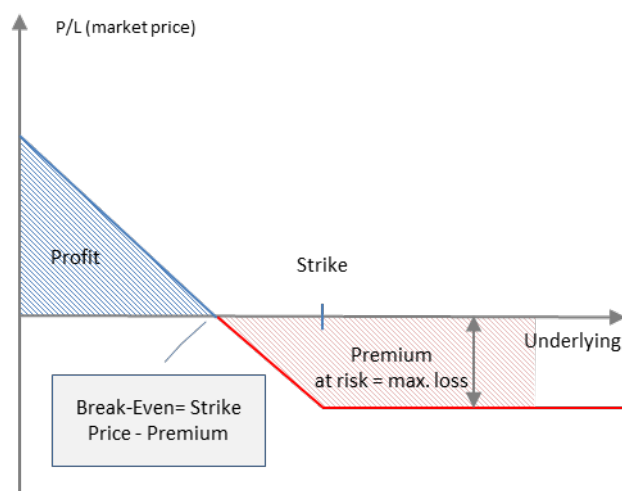 P/L (market price)
Profit
Strike
Underlying
Premium
at risk = max. loss
Break-Even= Strike
Price - Premium